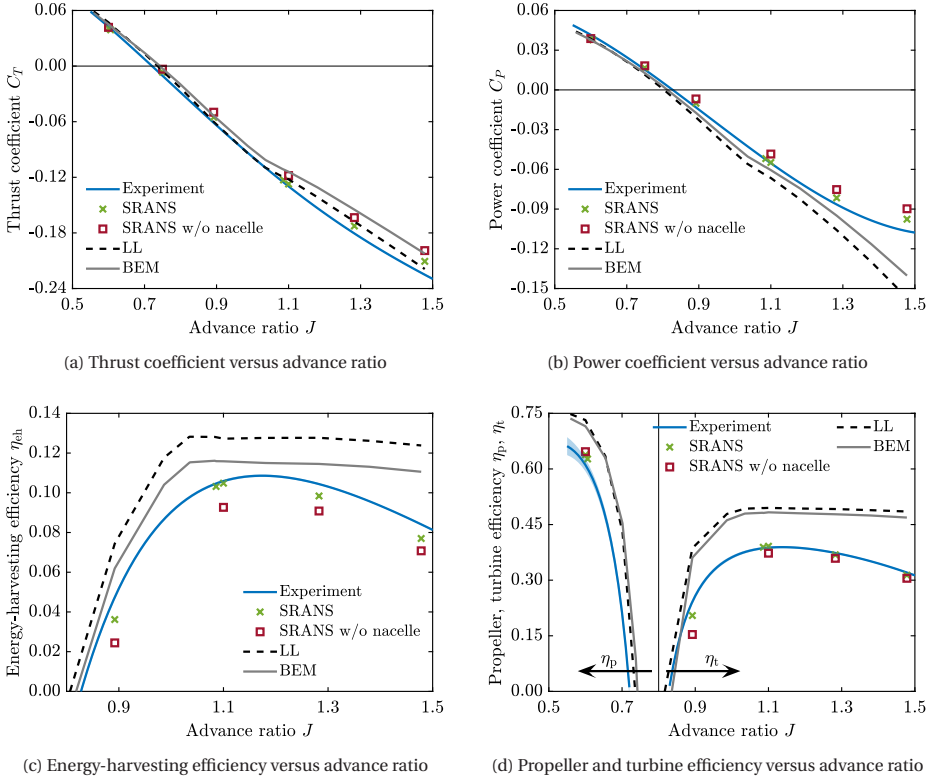 0.06
0.00
-0.06
-0.12
-0.18
-0.24
Thrust coefficient C_T
Experiment
SRANS
SRANS w/o nacelle
LL
BEM
0.5 0.7 0.9 1.1 1.3 1.5
Advance ratio J
(a) Thrust coefficient versus advance ratio
0.06
0.03
0.00
-0.03
-0.06
-0.09
-0.12
-0.15
Power coefficient C_P
Experiment
SRANS
SRANS w/o nacelle
LL
BEM
0.5 0.7 0.9 1.1 1.3 1.5
Advance ratio J
(b) Power coefficient versus advance ratio
0.14
0.12
0.10
0.08
0.06
0.04
0.02
0.00
Energy-harvesting efficiency η_eh
Experiment
SRANS
SRANS w/o nacelle
LL
BEM
0.9 1.1 1.3 1.5
Advance ratio J
(c) Energy-harvesting efficiency versus advance ratio
0.75
0.60
0.45
0.30
0.15
0.00
Propeller, turbine efficiency η_p, η_t
Experiment
SRANS
SRANS w/o nacelle
LL
BEM
η_p η_t
0.5 0.7 0.9 1.1 1.3 1.5
Advance ratio J
(d) Propeller and turbine efficiency versus advance ratio